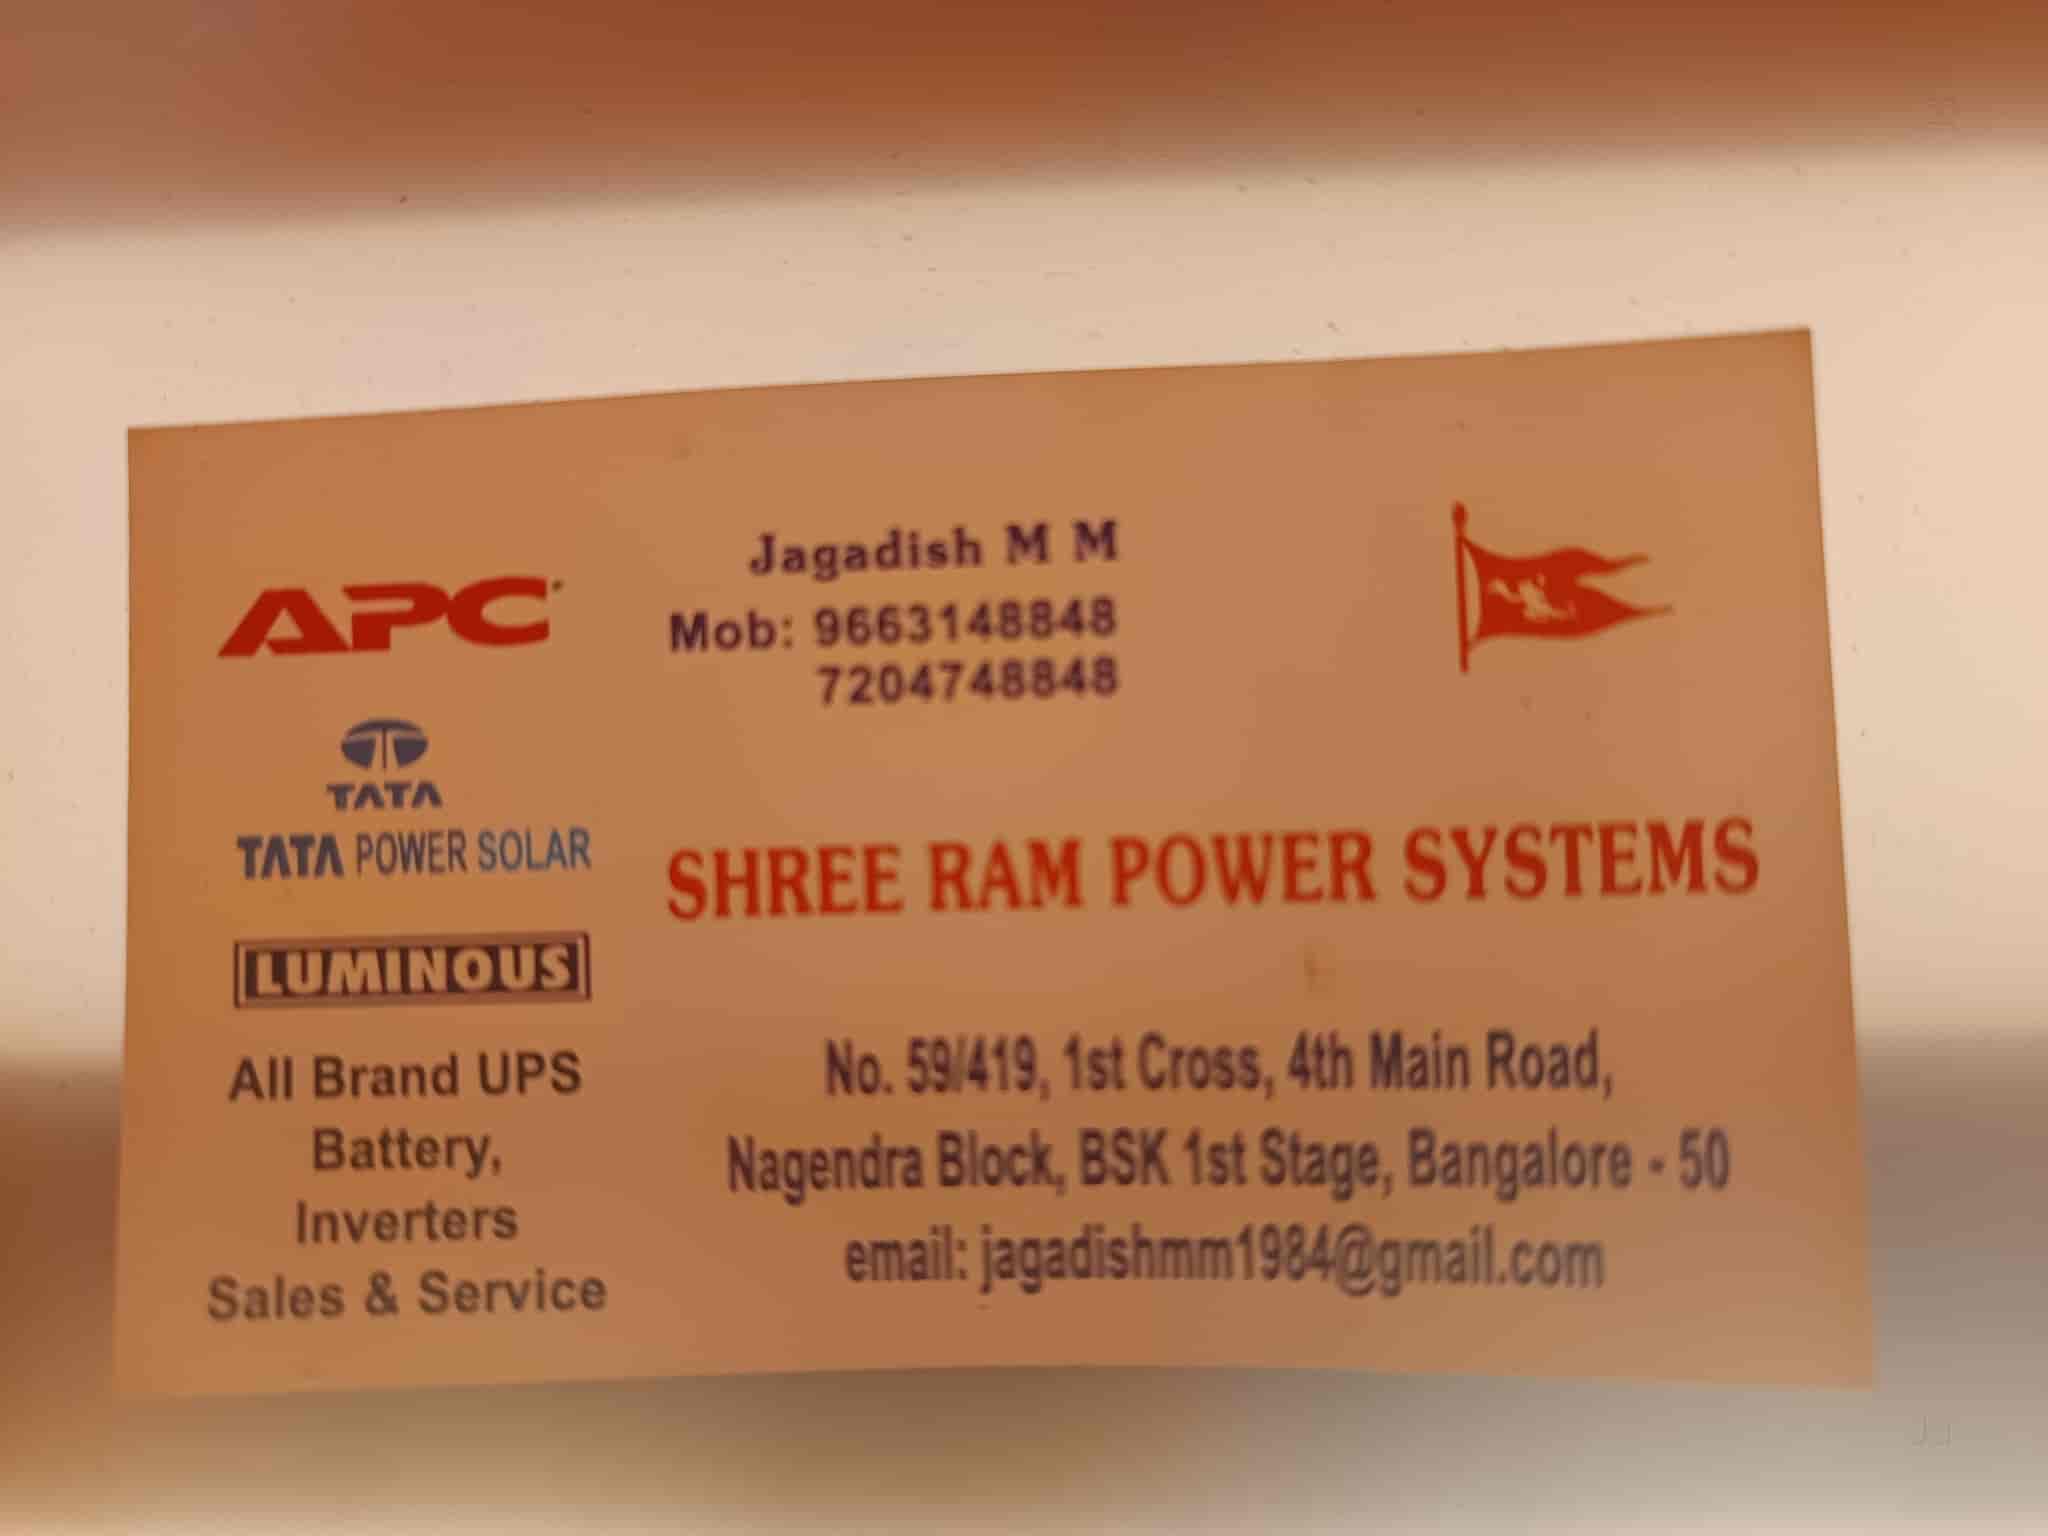 APC
TATA
TATA POWER SOLAR
LUMINOUS
All Brand UPS
Battery,
Inverters
Sales & Service
Jagadish M M
Mob: 9663148848
7204748848
SHREE RAM POWER SYSTEMS
No. 59/419, 1st Cross, 4th Main Road,
Nagendra Block, BSK 1st Stage, Bangalore - 50
email: jagadishmm1984@gmail.com